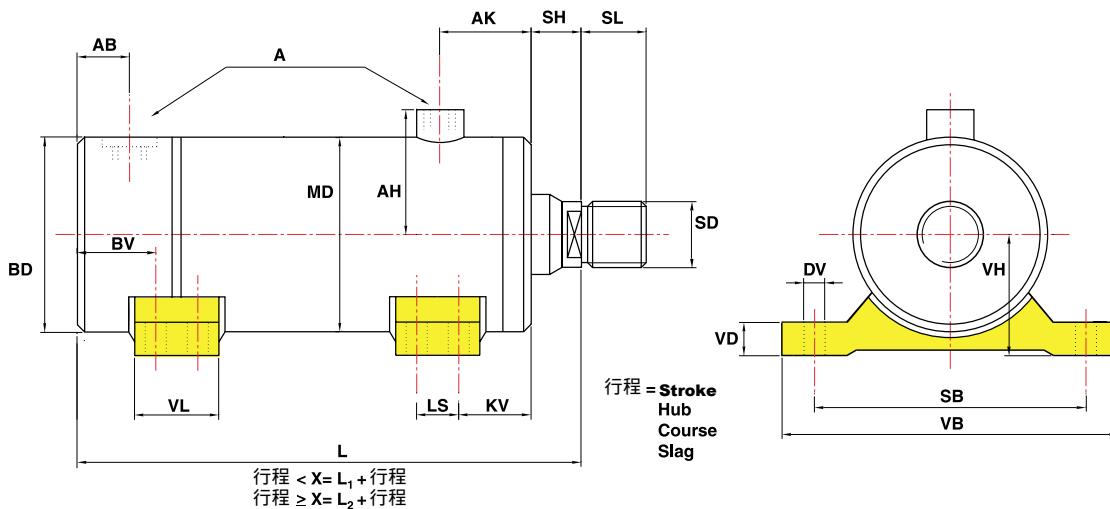 AK SH SL
AB
A
MD
AH
SD
BV
BD
VH
DV
VD
VL
LS
KV
SB
VB
L
行程 = Stroke
Hub
Course
Slag
行程 < X= L₁ + 行程
行程 ≥ X= L₂ + 行程